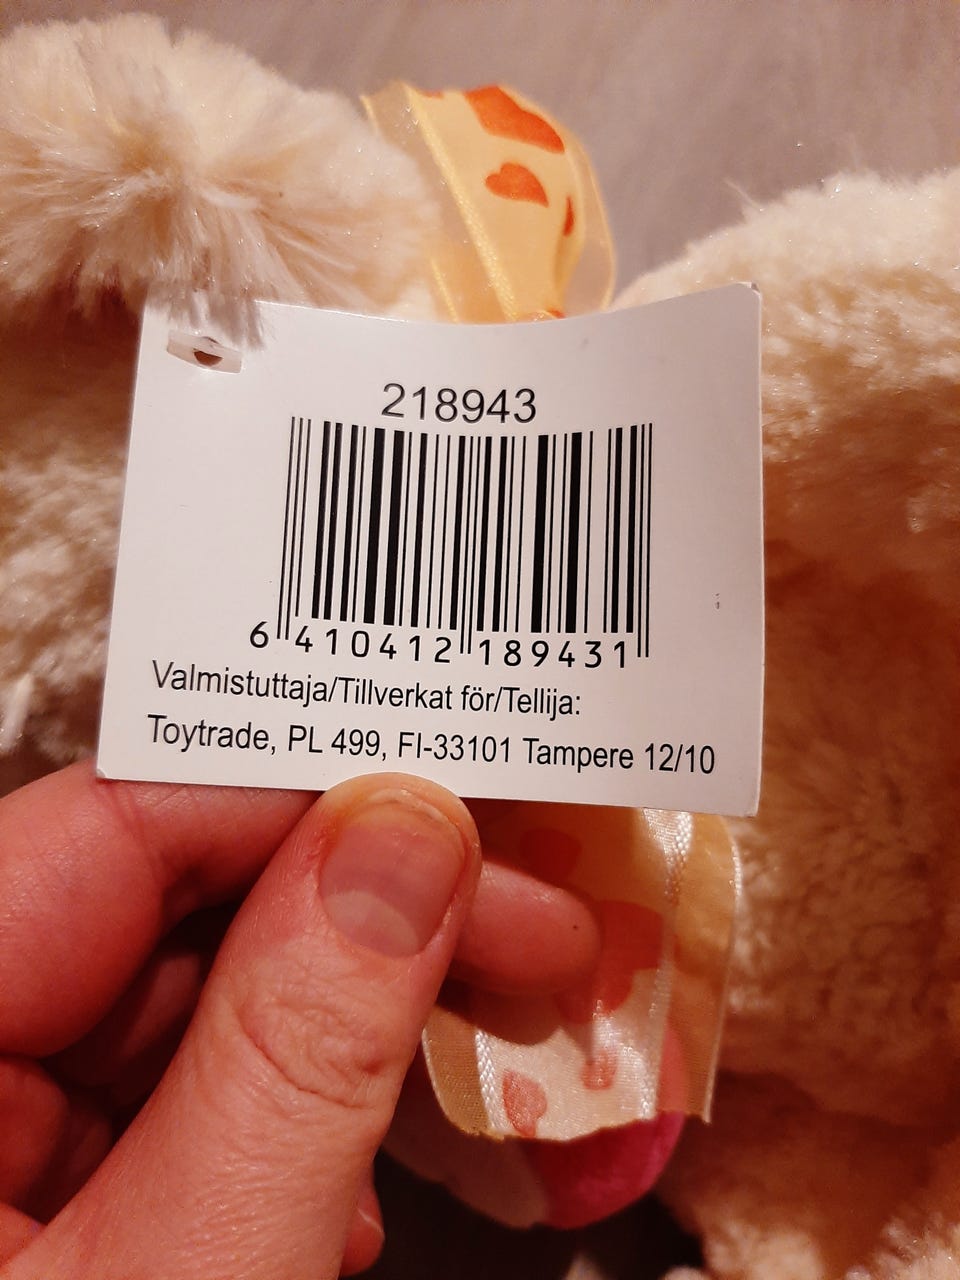 218943
6 410412 189431
Valmistuttaja/Tillverkat för/Tellija:
Toytrade, PL 499, FI-33101 Tampere 12/10